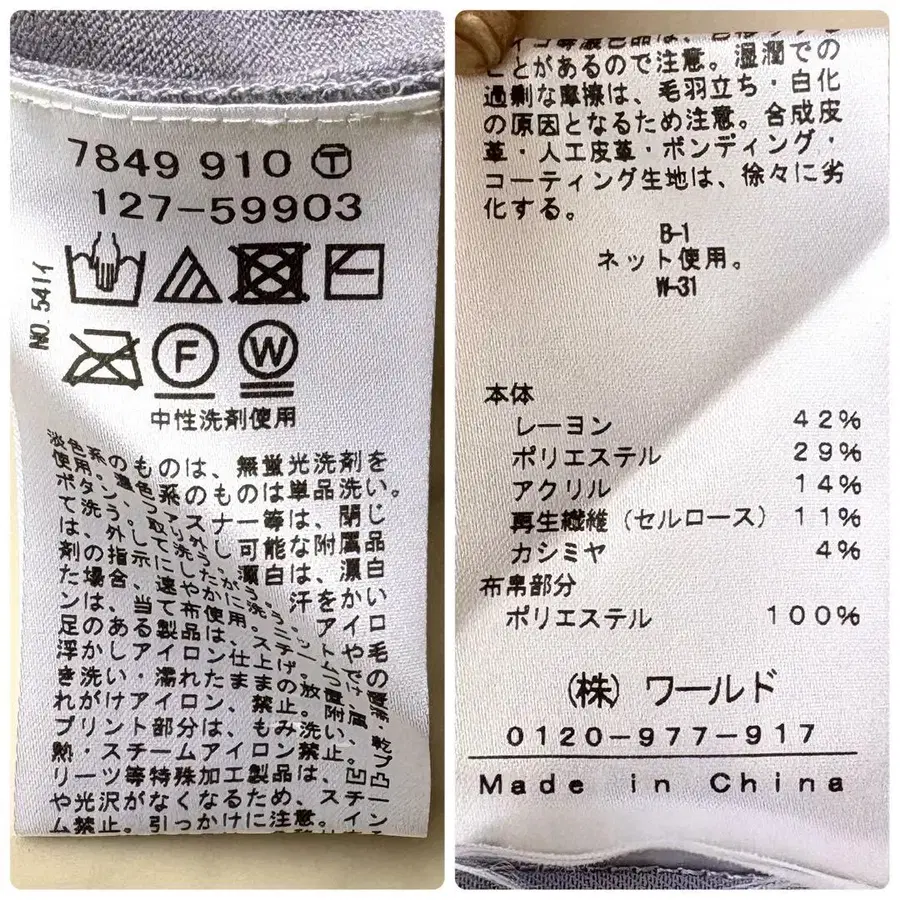 7849 910 Ⓣ
127-59903
NO.541イ
F
W
中性洗剤使用
淡色系のものは、無蛍光洗剤を
使用。濃色系のものは単品洗い。
ボタン、ファスナー等は、閉じ
て洗う。取り外し可能な附属品
は、外して洗う。漂白は、漂白
剤の指示にしたがう。汗をかい
た場合、速やかに洗う。
ンは、当て布使用。
足のある製品は、スチー
浮かしアイロン仕上げ。
き洗い・濡れたままの放置
れがけアイロン、禁止。附属
プリント部分は、もみ洗い、
熱・スチームアイロン禁止。
リーツ等特殊加工製品は、凹凸
や光沢がなくなるため、スチー
ム禁止。引っかけに注意。イン
ことがあるので注意。湿潤での
過剰な摩擦は、毛羽立ち・白化
の原因となるため注意。合成皮
革・人工皮革・ボンディング・
コーティング生地は、徐々に劣
化する。
B-1
ネット使用。
W-31
本体
レーヨン 42%
ポリエステル 29%
アクリル 14%
再生繊維（セルロース） 11%
カシミヤ 4%
布帛部分
ポリエステル 100%
(株) ワールド
0120-977-917
Made in China